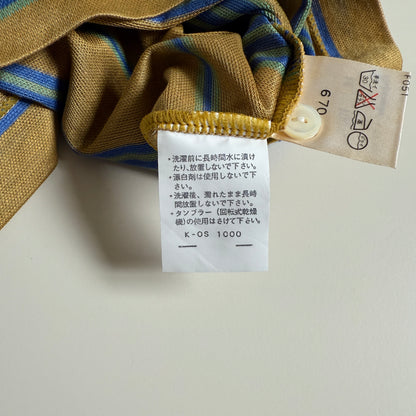 ・洗濯前に長時間水に漬け
たり、放置しないで下さい。
・漂白剤は使用しないで下
さい。
・洗濯後、濡れたまま長時
間放置しないで下さい。
・タンブラー(回転式乾燥
機)の使用はさけて下さい。
K-OS 1000
670